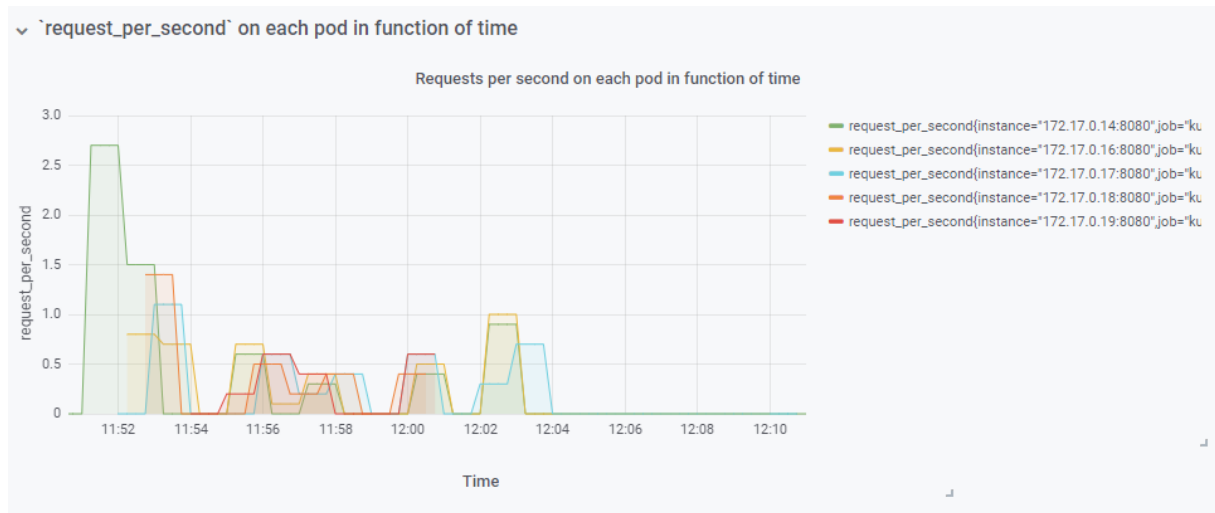 `request_per_second` on each pod in function of time
Requests per second on each pod in function of time
3.0
2.5
2.0
1.5
1.0
0.5
0
request_per_second
11:52 11:54 11:56 11:58 12:00 12:02 12:04 12:06 12:08 12:10
Time
request_per_second{instance="172.17.0.14:8080",job="ku
request_per_second{instance="172.17.0.16:8080",job="ku
request_per_second{instance="172.17.0.17:8080",job="ku
request_per_second{instance="172.17.0.18:8080",job="ku
request_per_second{instance="172.17.0.19:8080",job="ku